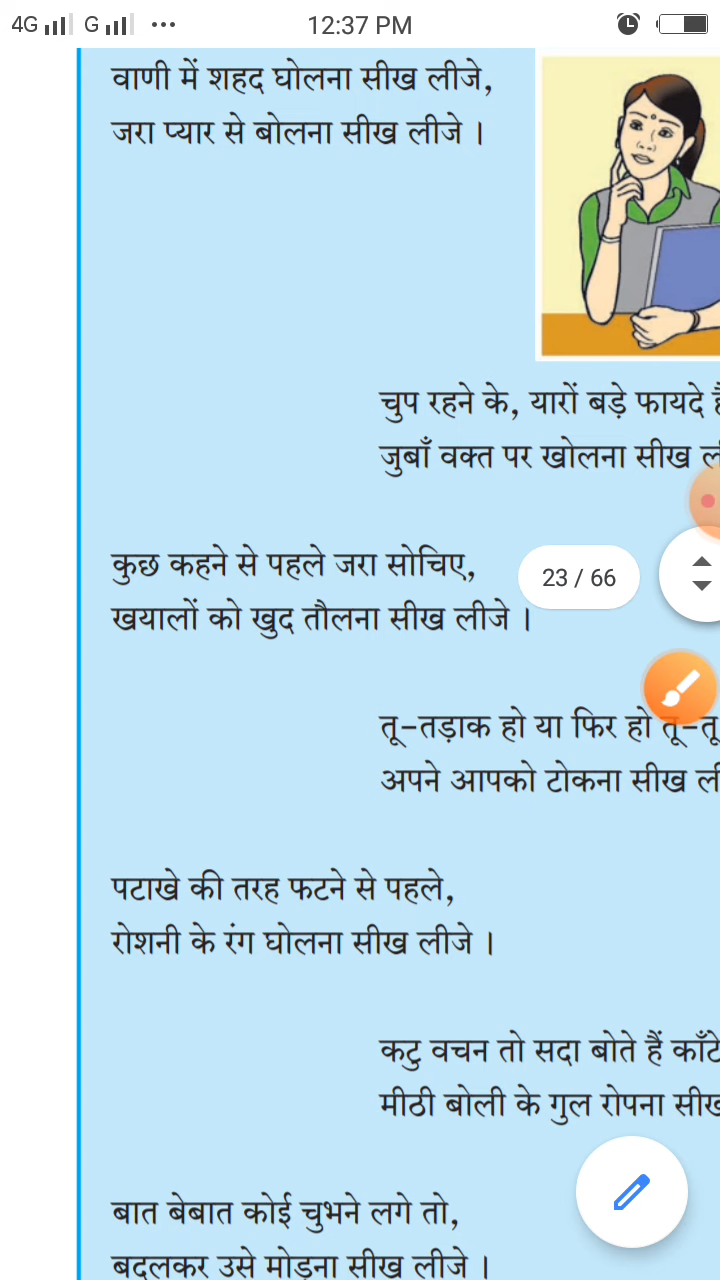 4G G 12:37 PM
वाणी में शहद घोलना सीख लीजे,
जरा प्यार से बोलना सीख लीजे ।
चुप रहने के, यारों बड़े फायदे
जुबाँ वक्त पर खोलना सीख
कुछ कहने से पहले जरा सोचिए,
23 / 66
खयालों को खुद तौलना सीख लीजे ।
तू-तड़ाक हो या फिर हो तू-तू
अपने आपको टोकना सीख
पटाखे की तरह फटने से पहले,
रोशनी के रंग घोलना सीख लीजे ।
कटु वचन तो सदा बोते हैं काँटे
मीठी बोली के गुल रोपना सीख
बात बेबात कोई चुभने लगे तो,
बदलकर उसे मोड़ना सीख लीजे ।